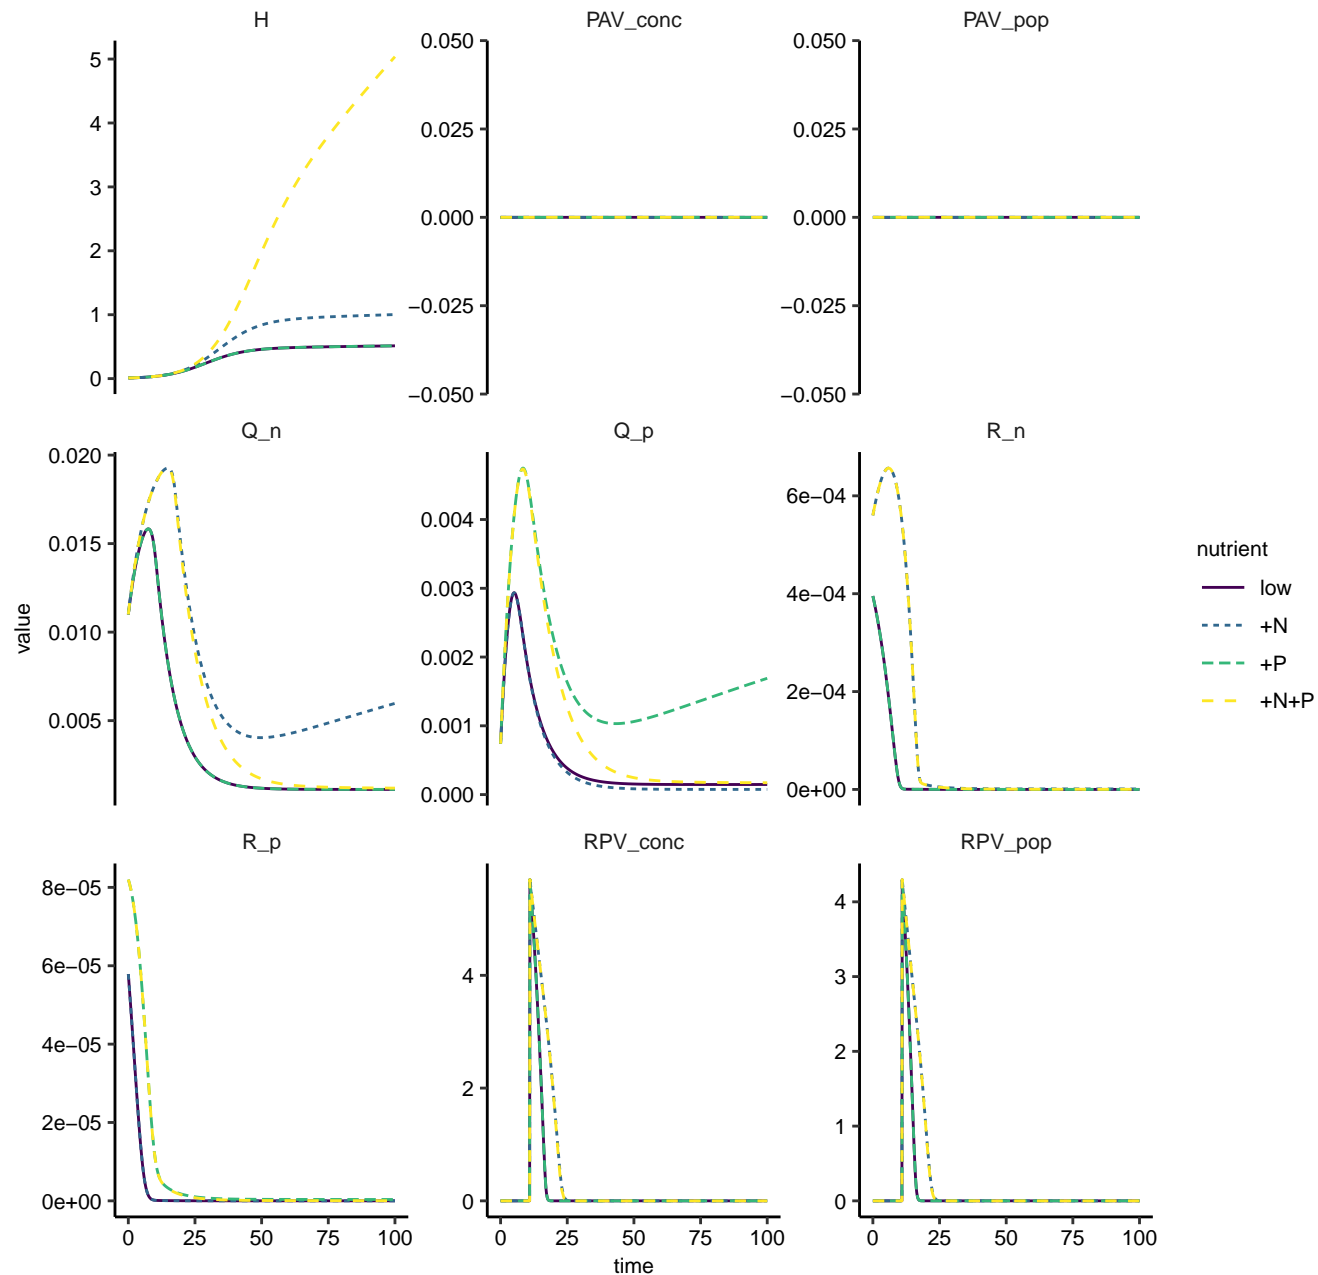 H
PAV_conc
PAV_pop
5
4
3
2
1
0
0.050
0.025
0.000
−0.025
−0.050
0.050
0.025
0.000
−0.025
−0.050
Q_n
Q_p
R_n
0.020
0.015
0.010
0.005
0.004
0.003
0.002
0.001
0.000
6e−04
4e−04
2e−04
0e+00
R_p
RPV_conc
RPV_pop
8e−05
6e−05
4e−05
2e−05
0e+00
4
2
0
4
3
2
1
0
0 25 50 75 100
0 25 50 75 100
0 25 50 75 100
time
value
nutrient
low
+N
+P
+N+P